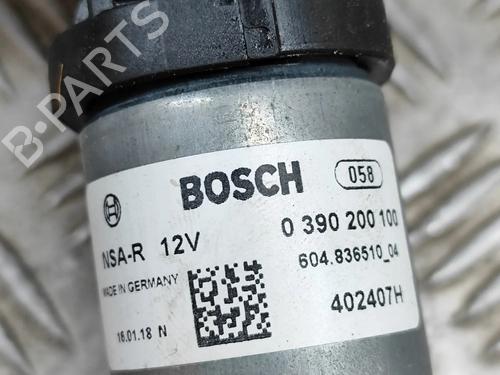 B-PARTS
BOSCH 058
NSA-R 12V 0 390 200 100
MADE IN GERMANY 604.836510_04
16.01.18 N 402407H